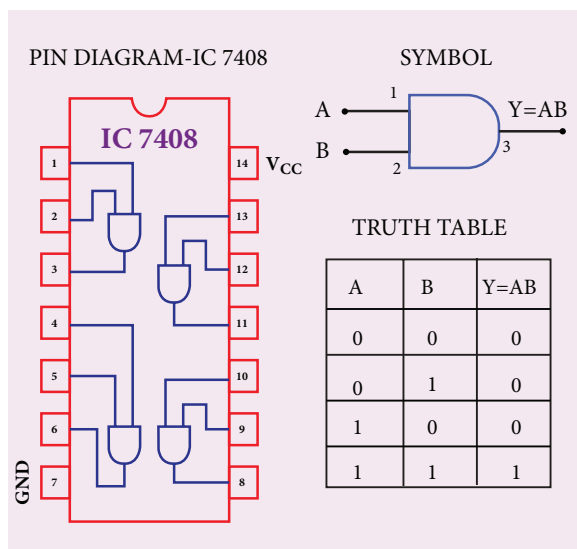 PIN DIAGRAM-IC 7408
IC 7408
1
2
3
4
5
6
7
GND
14 VCC
13
12
11
10
9
8
SYMBOL
A 1
B 2
3
Y=AB
TRUTH TABLE
A B Y=AB
0 0 0
0 1 0
1 0 0
1 1 1